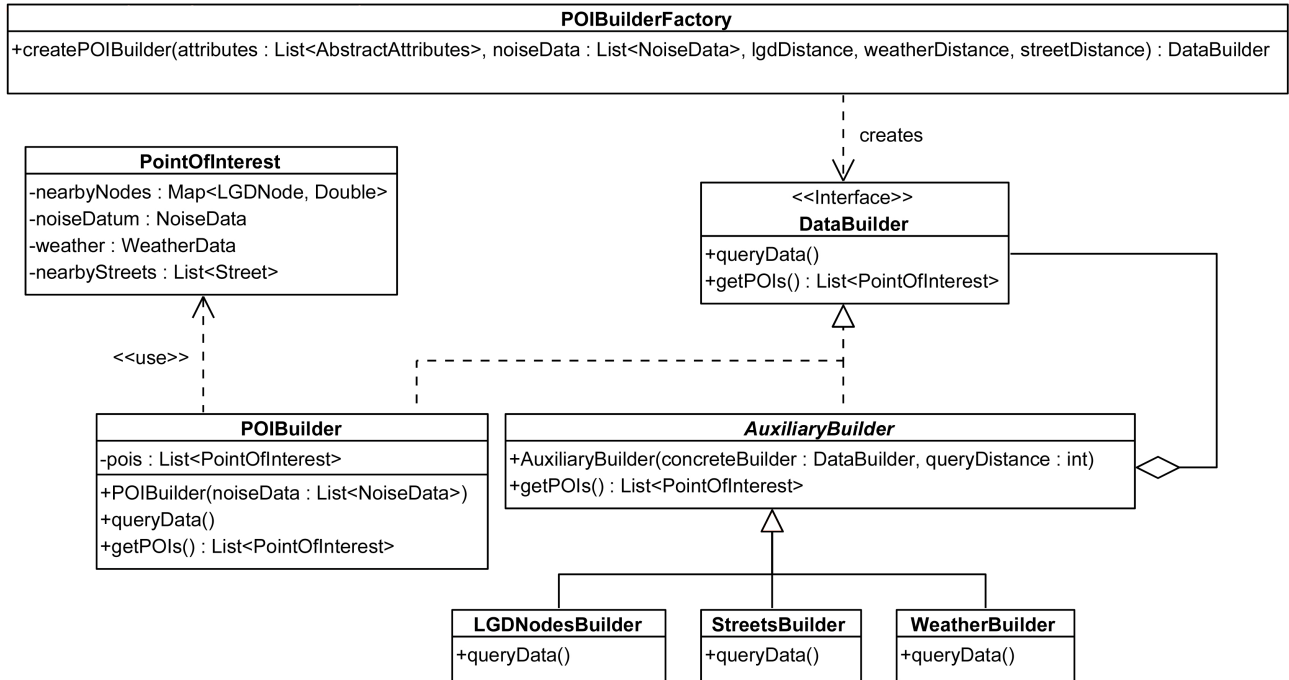 POIBuilderFactory
+createPOIBuilder(attributes : List<AbstractAttributes>, noiseData : List<NoiseData>, lgdDistance, weatherDistance, streetDistance) : DataBuilder
creates
PointOfInterest
-nearbyNodes : Map<LGDNode, Double>
-noiseDatum : NoiseData
-weather : WeatherData
-nearbyStreets : List<Street>
<<Interface>>
DataBuilder
+queryData()
+getPOIs() : List<PointOfInterest>
<<use>>
POIBuilder
-pois : List<PointOfInterest>
+POIBuilder(noiseData : List<NoiseData>)
+queryData()
+getPOIs() : List<PointOfInterest>
AuxiliaryBuilder
+AuxiliaryBuilder(concreteBuilder : DataBuilder, queryDistance : int)
+getPOIs() : List<PointOfInterest>
LGDNodesBuilder
+queryData()
StreetsBuilder
+queryData()
WeatherBuilder
+queryData()